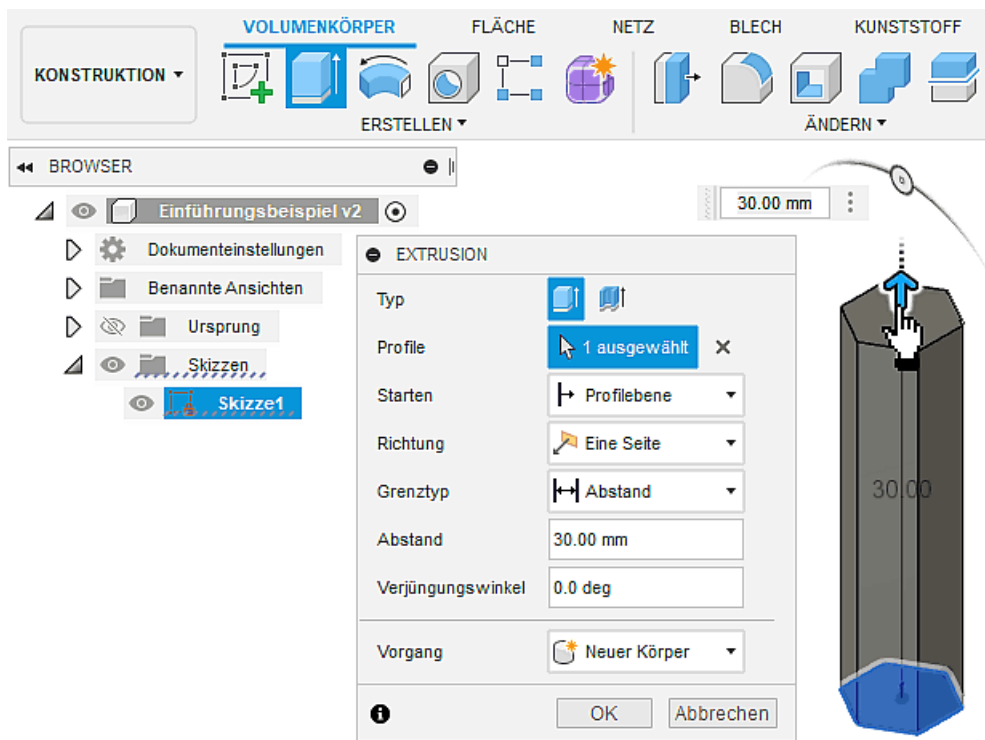 VOLUMENKÖRPER FLÄCHE NETZ BLECH KUNSTSTOFF
KONSTRUKTION
ERSTELLEN
ÄNDERN
BROWSER
Einführungsbeispiel v2
30.00 mm
Dokumenteinstellungen
Benannte Ansichten
Ursprung
Skizzen
Skizze1
EXTRUSION
Typ
Profile 1 ausgewählt
Starten Profilebene
Richtung Eine Seite
Grenztyp Abstand
Abstand 30.00 mm
Verjüngungswinkel 0.0 deg
Vorgang Neuer Körper
OK Abbrechen
30.00